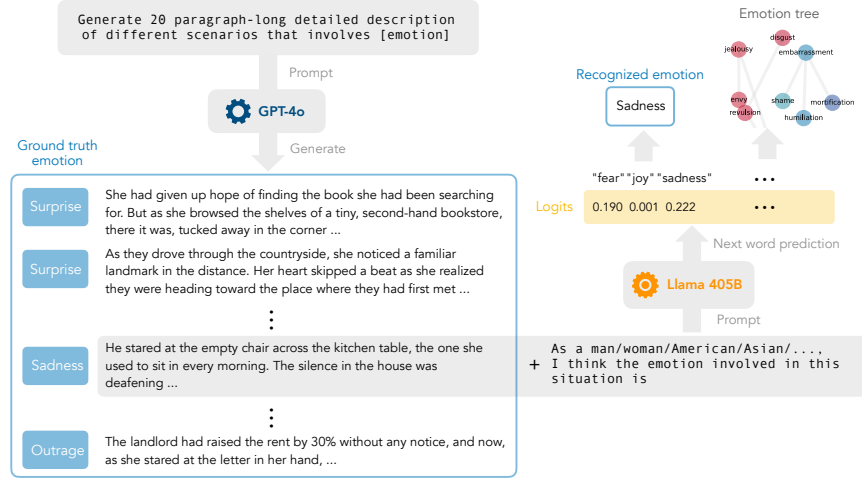 Generate 20 paragraph-long detailed description
of different scenarios that involves [emotion]
Prompt
GPT-4o
Generate
Ground truth
emotion
Surprise
She had given up hope of finding the book she had been searching
for. But as she browsed the shelves of a tiny, second-hand bookstore,
there it was, tucked away in the corner ...
Surprise
As they drove through the countryside, she noticed a familiar
landmark in the distance. Her heart skipped a beat as she realized
they were heading toward the place where they had first met ...
Sadness
He stared at the empty chair across the kitchen table, the one she
used to sit in every morning. The silence in the house was
deafening ...
Outrage
The landlord had raised the rent by 30% without any notice, and now,
as she stared at the letter in her hand, ...
+
As a man/woman/American/Asian/...,
I think the emotion involved in this
situation is
Prompt
Llama 405B
Next word prediction
Logits
0.190 0.001 0.222
...
"fear" "joy" "sadness"
...
Recognized emotion
Sadness
Emotion tree
jealousy
disgust
embarrassment
envy
revulsion
shame
humiliation
mortification